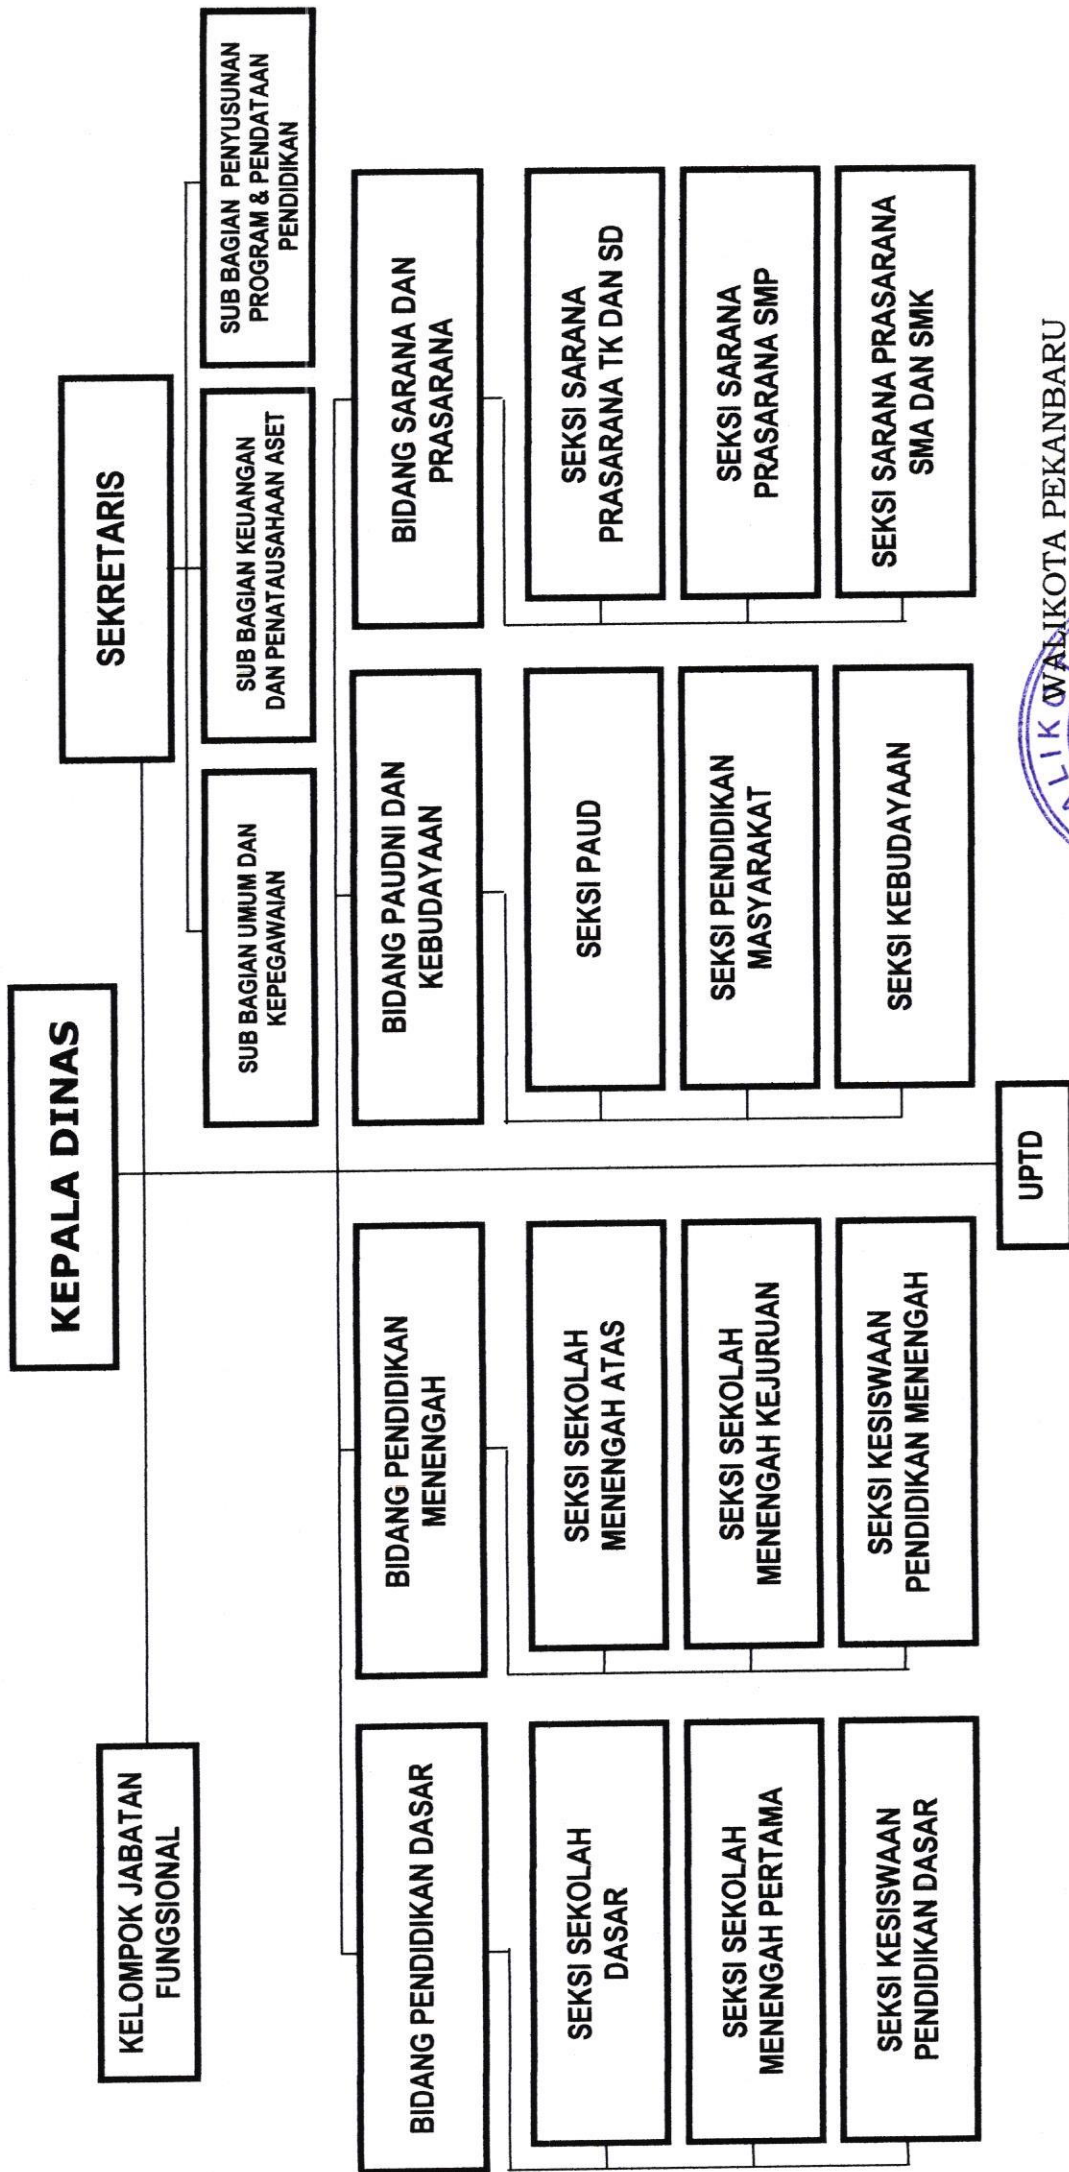 KEPALA DINAS
KELOMPOK JABATAN
FUNGSIONAL
SEKRETARIS
SUB BAGIAN UMUM DAN
KEPEGAWAIAN
SUB BAGIAN KEUANGAN
DAN PENATAUSAHAAN ASET
SUB BAGIAN PENYUSUNAN
PROGRAM & PENDATAAN
PENDIDIKAN
BIDANG PENDIDIKAN DASAR
BIDANG PENDIDIKAN
MENENGAH
BIDANG PAUDNI DAN
KEBUDAYAAN
BIDANG SARANA DAN
PRASARANA
SEKSI SEKOLAH
DASAR
SEKSI SEKOLAH
MENENGAH ATAS
SEKSI PAUD
SEKSI SARANA
PRASARANA TK DAN SD
SEKSI SEKOLAH
MENENGAH PERTAMA
SEKSI SEKOLAH
MENENGAH KEJURUAN
SEKSI PENDIDIKAN
MASYARAKAT
SEKSI SARANA
PRASARANA SMP
SEKSI KESISWAAN
PENDIDIKAN DASAR
SEKSI KESISWAAN
PENDIDIKAN MENENGAH
SEKSI KEBUDAYAAN
SEKSI SARANA PRASARANA
SMA DAN SMK
UPTD
WALIKOTA PEKANBARU